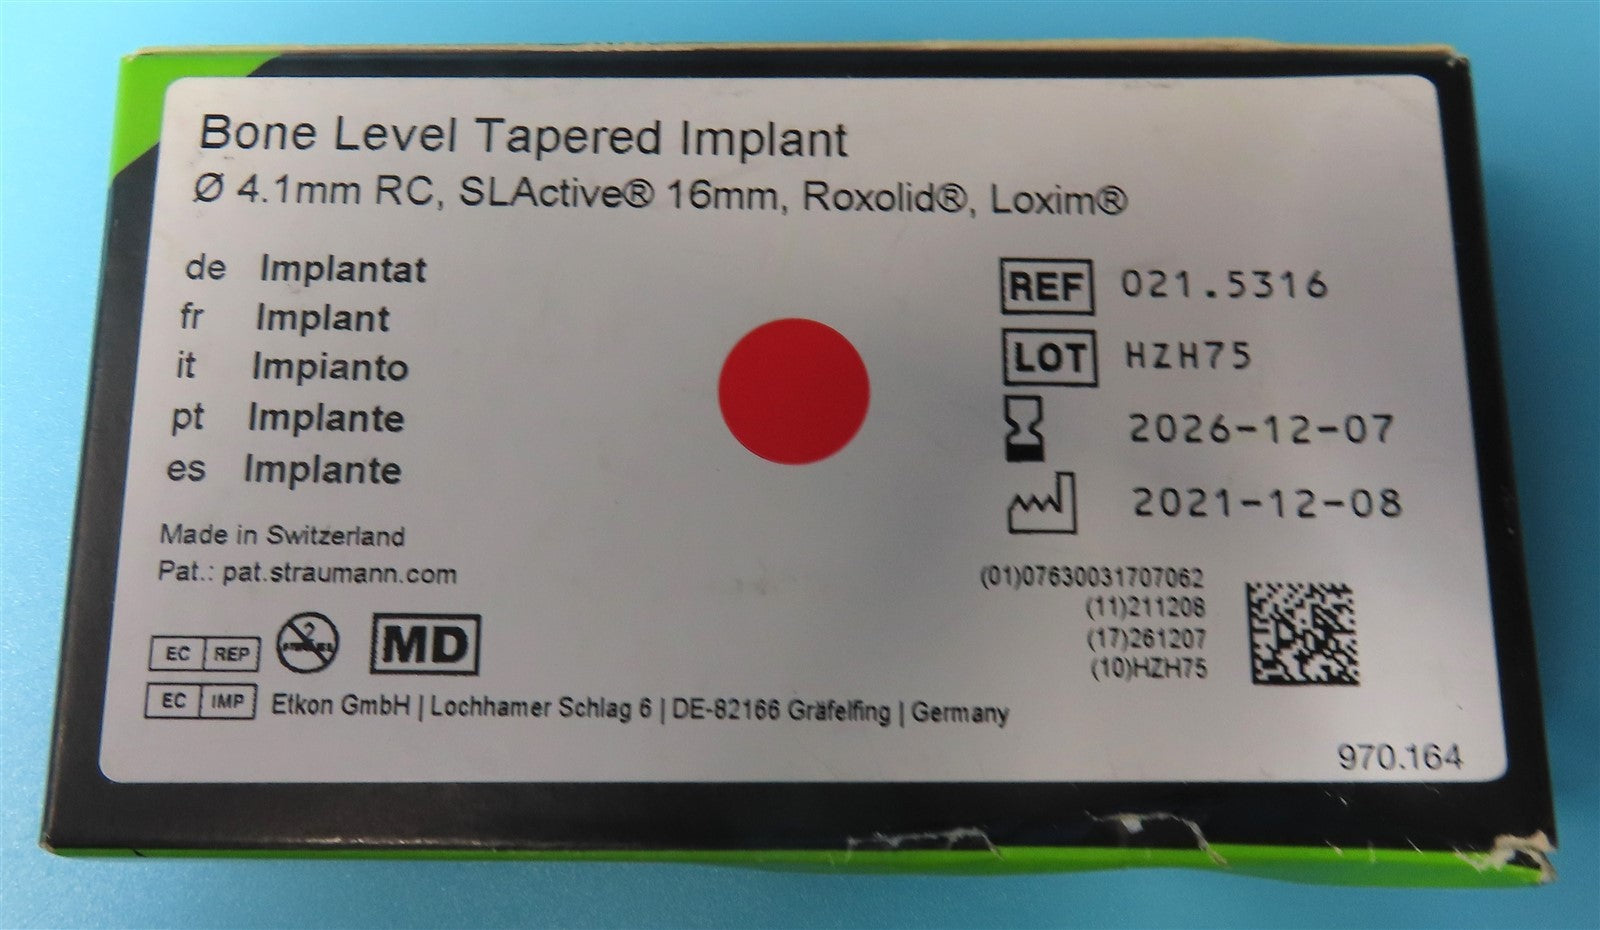 Bone Level Tapered Implant
Ø 4.1mm RC, SLActive® 16mm, Roxolid®, Loxim®
de Implantat
fr Implant
it Impianto
pt Implante
es Implante
REF 021.5316
LOT HZH75
2026-12-07
2021-12-08
Made in Switzerland
Pat.: pat.straumann.com
(01)07630031707062
(11)211208
(17)261207
(10)HZH75
EC REP
2
MD
EC IMP Etkon GmbH | Lochhamer Schlag 6 | DE-82166 Gräfelfing | Germany
970.164